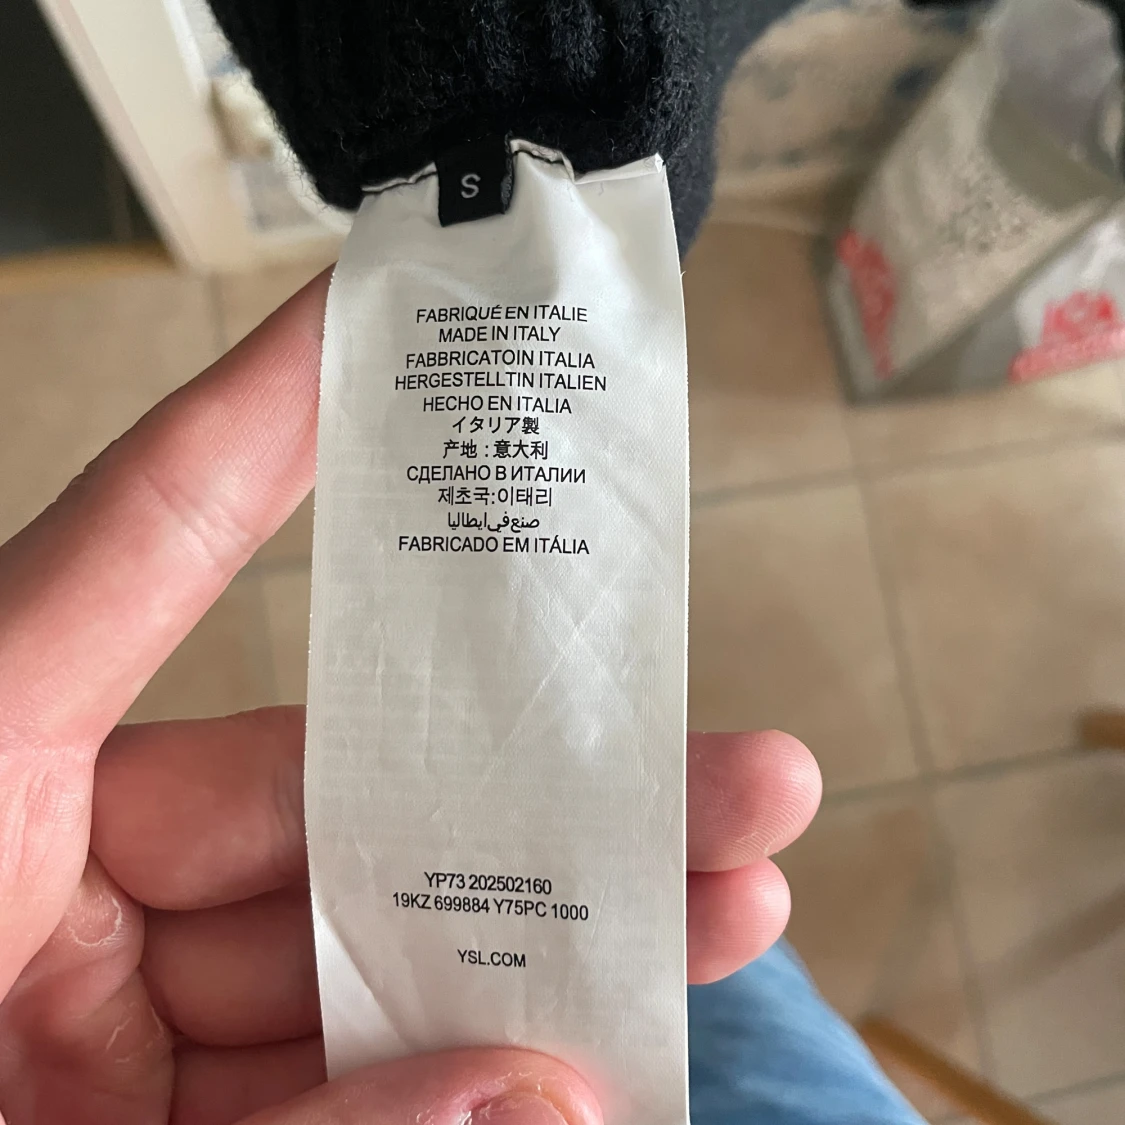 S
FABRIQUÉ EN ITALIE
MADE IN ITALY
FABBRICATOIN ITALIA
HERGESTELLTIN ITALIEN
HECHO EN ITALIA
イタリア製
产地 : 意大利
СДЕЛАНО В ИТАЛИИ
제초국:이태리
صنع في ايطاليا
FABRICADO EM ITÁLIA
YP73 202502160
19KZ 699884 Y75PC 1000
YSL.COM
ICA